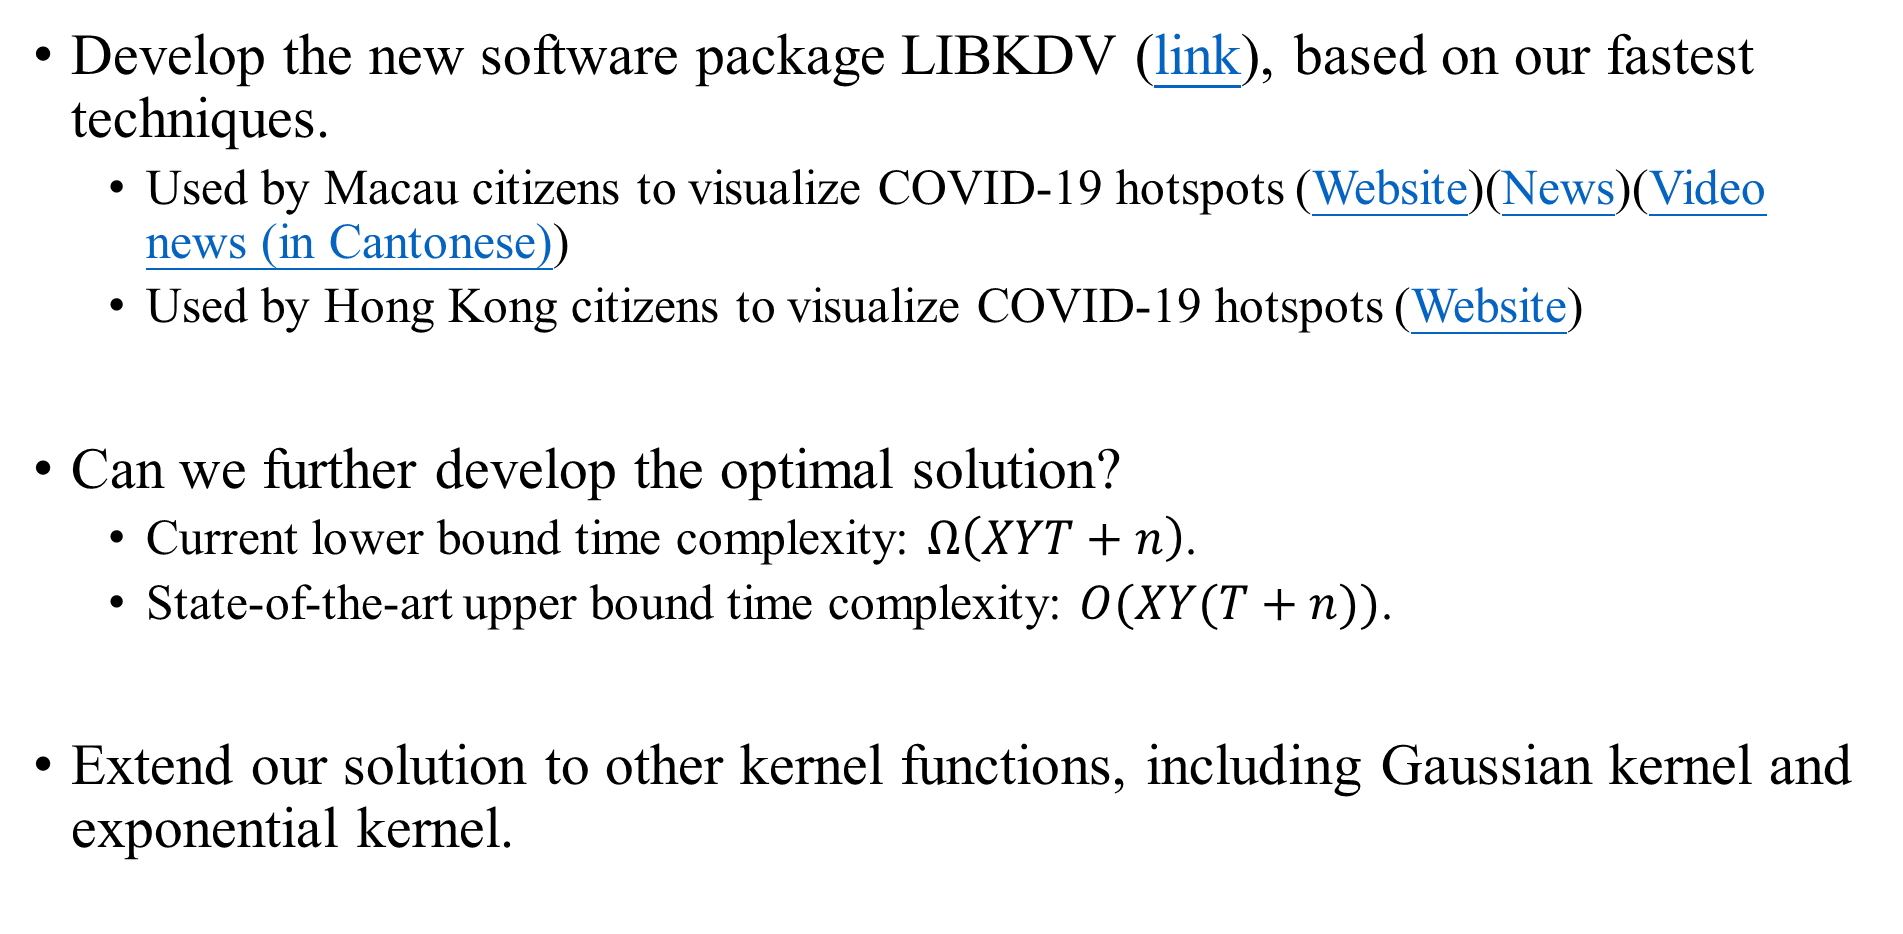 • Develop the new software package LIBKDV (link), based on our fastest
techniques.
• Used by Macau citizens to visualize COVID-19 hotspots (Website)(News)(Video
news (in Cantonese))
• Used by Hong Kong citizens to visualize COVID-19 hotspots (Website)
• Can we further develop the optimal solution?
• Current lower bound time complexity: Ω(XYT + n).
• State-of-the-art upper bound time complexity: O(XY(T + n)).
• Extend our solution to other kernel functions, including Gaussian kernel and
exponential kernel.